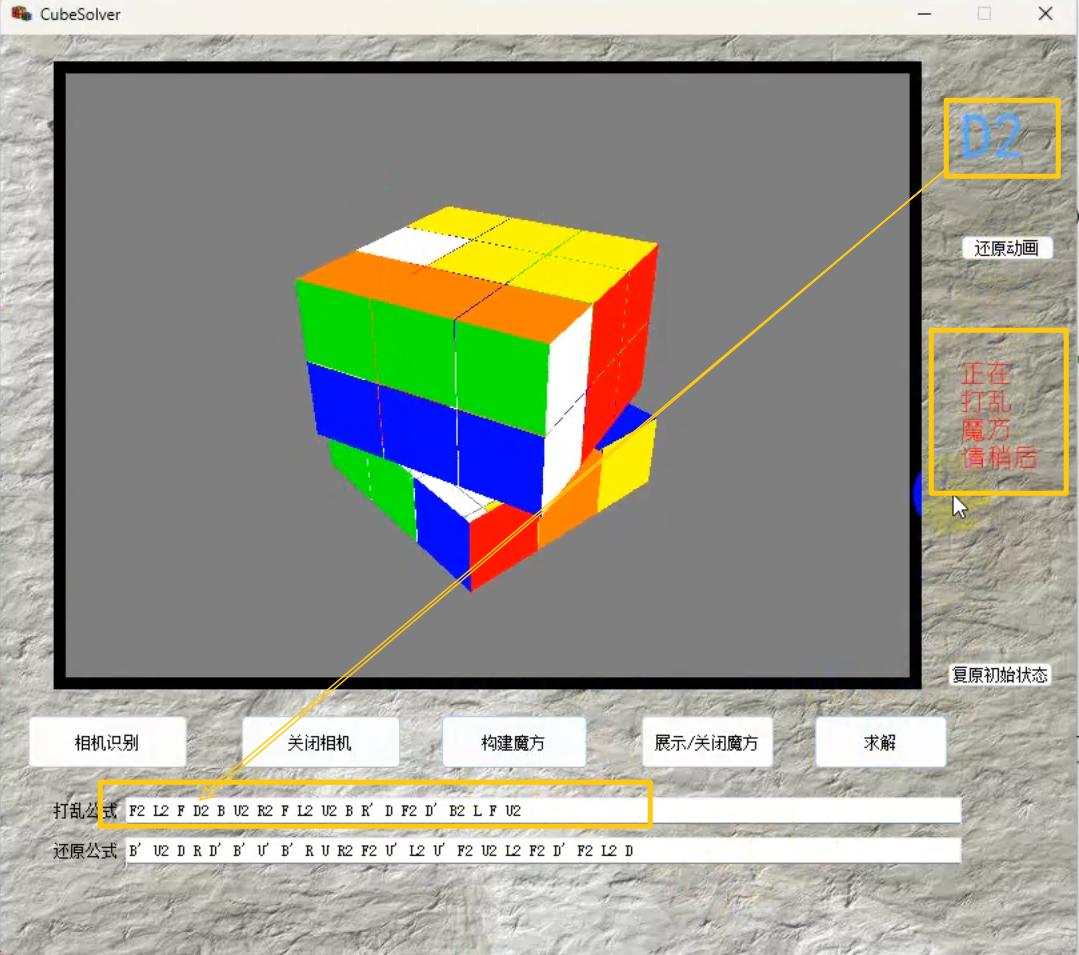 CubeSolver
D2
还原动画
正在
打乱
魔方
请稍后
复原初始状态
相机识别
关闭相机
构建魔方
展示/关闭魔方
求解
打乱公式 F2 L2 F D2 B U2 R2 F L2 U2 B R' D F2 D' B2 L F U2
还原公式 B' U2 D R D' B' U' B' R U R2 F2 U' L2 U' F2 U2 L2 F2 D' F2 L2 D